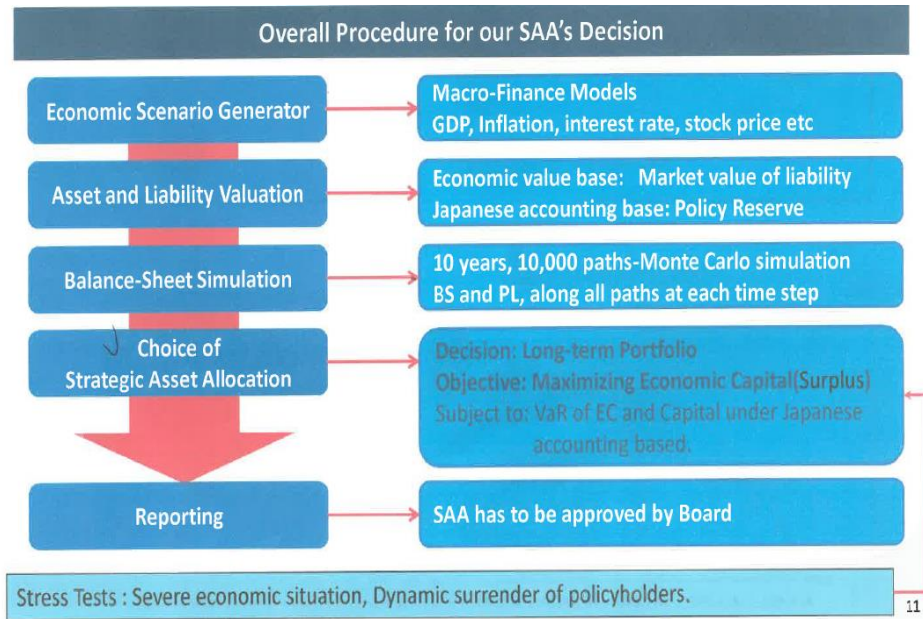 Overall Procedure for our SAA's Decision
Economic Scenario Generator
Macro-Finance Models
GDP, Inflation, interest rate, stock price etc
Asset and Liability Valuation
Economic value base: Market value of liability
Japanese accounting base: Policy Reserve
Balance-Sheet Simulation
10 years, 10,000 paths-Monte Carlo simulation
BS and PL, along all paths at each time step
Choice of
Strategic Asset Allocation
Decision: Long-term Portfolio
Objective: Maximizing Economic Capital(Surplus)
Subject to: VaR of EC and Capital under Japanese
accounting based.
Reporting
SAA has to be approved by Board
Stress Tests : Severe economic situation, Dynamic surrender of policyholders.
11